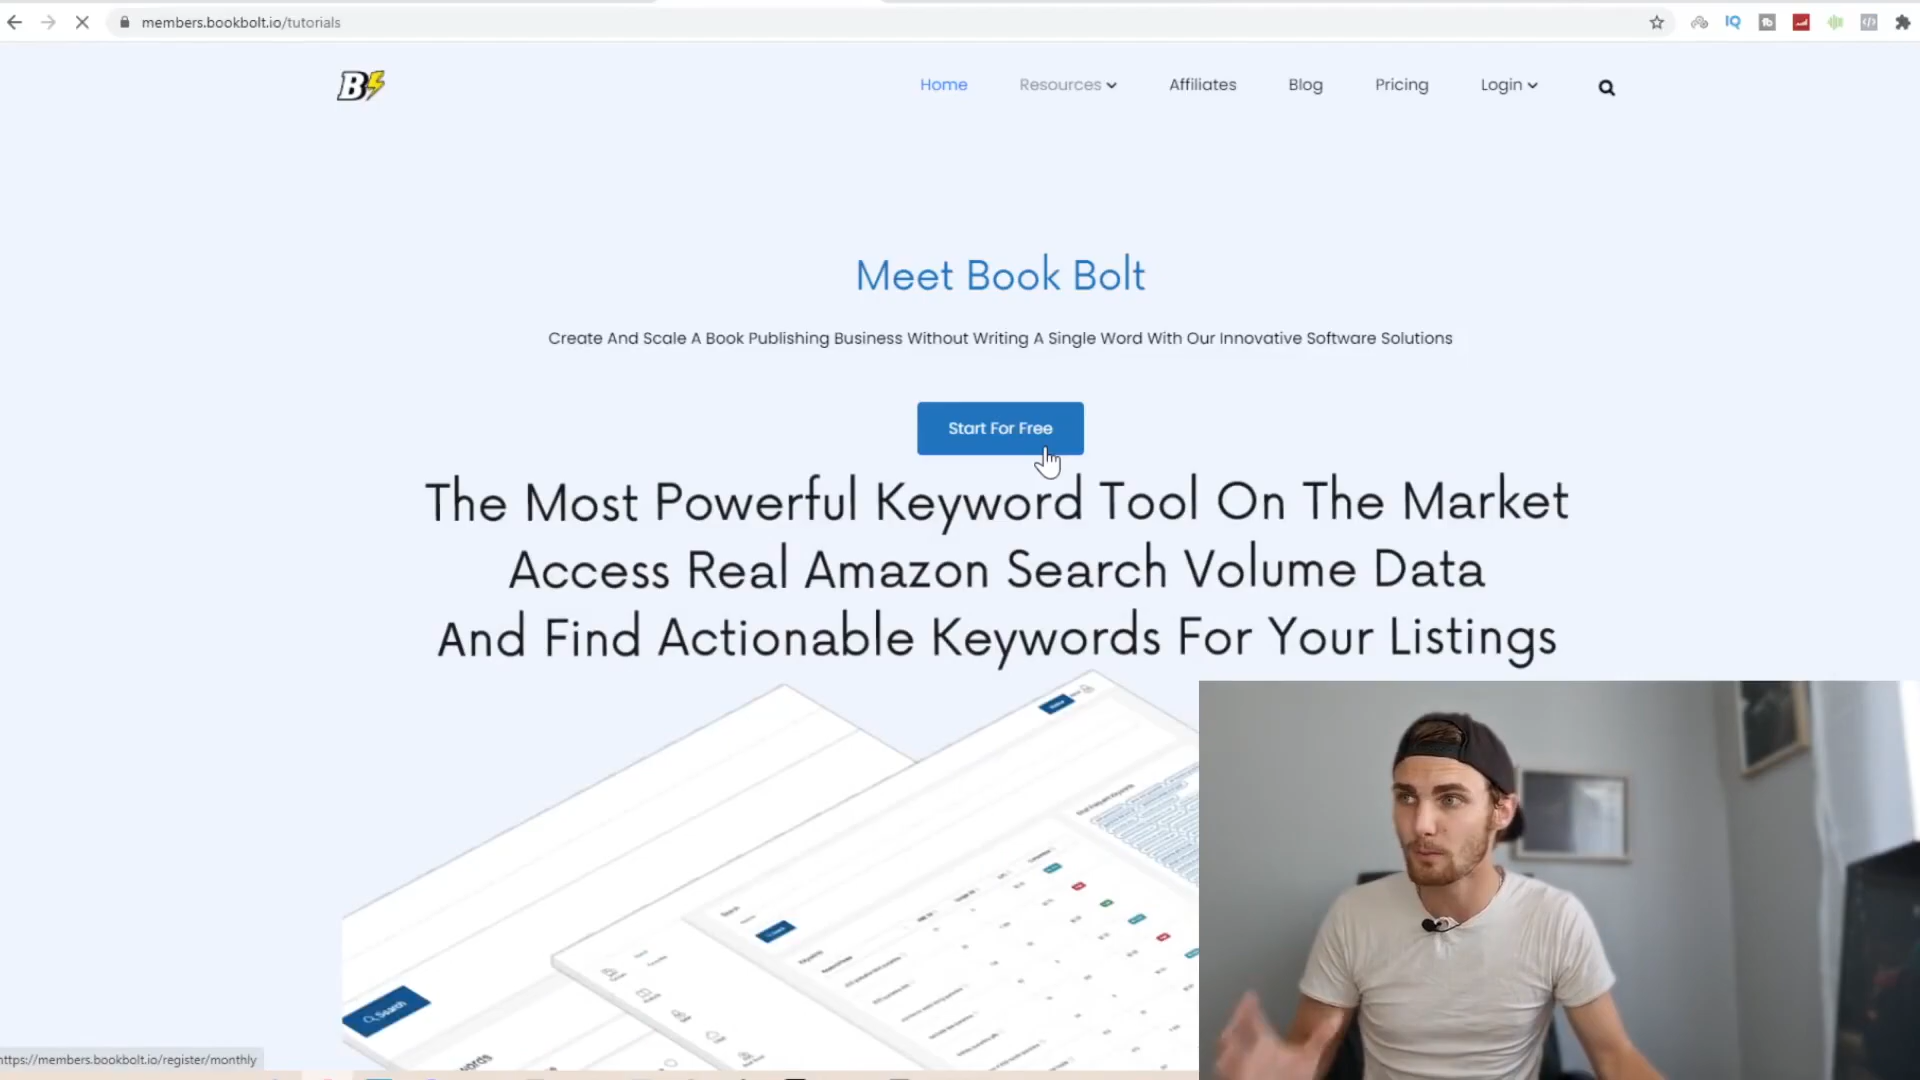 members.bookbolt.io/tutorials
IQ
B
Home
Resources
Affiliates
Blog
Pricing
Login
Meet Book Bolt
Create And Scale A Book Publishing Business Without Writing A Single Word With Our Innovative Software Solutions
Start For Free
The Most Powerful Keyword Tool On The Market
Access Real Amazon Search Volume Data
And Find Actionable Keywords For Your Listings
Search
https://members.bookbolt.io/register/monthly